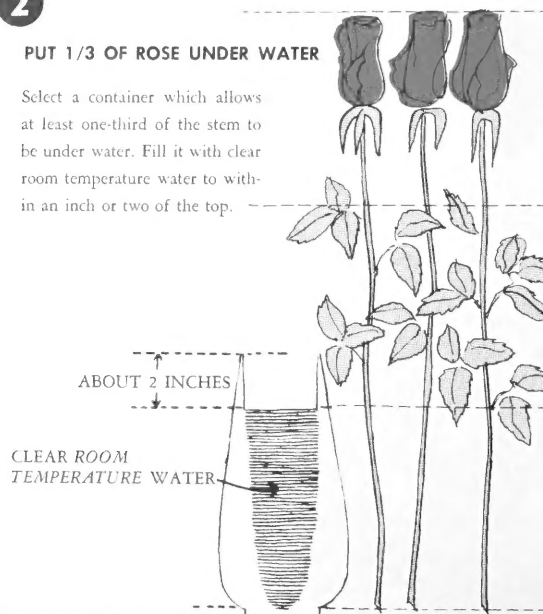 2
PUT 1/3 OF ROSE UNDER WATER
Select a container which allows
at least one-third of the stem to
be under water. Fill it with clear
room temperature water to with-
in an inch or two of the top.
ABOUT 2 INCHES
CLEAR ROOM
TEMPERATURE WATER